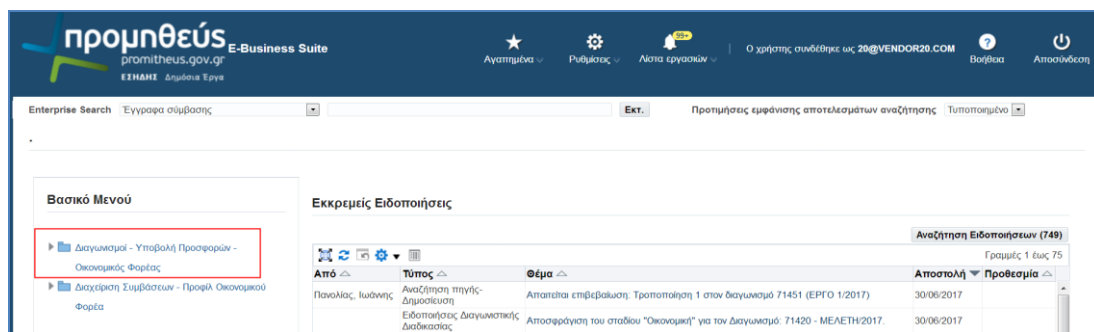 προμηθεύς E-Business Suite
promitheus.gov.gr
ΕΣΗΔΗΣ Δημόσια Έργα
Αγαπημένα
Ρυθμίσεις
99+
Λίστα εργασιών
Ο χρήστης συνδέθηκε ως 20@VENDOR20.COM
Βοήθεια
Αποσύνδεση
Enterprise Search Έγγραφα σύμβασης Εκτ. Προτιμήσεις εμφάνισης αποτελεσμάτων αναζήτησης Τυποποιημένο
.
Βασικό Μενού
Διαγωνισμοί - Υποβολή Προσφορών -
Οικονομικός Φορέας
Διαχείριση Συμβάσεων - Προφίλ Οικονομικού
Φορέα
Εκκρεμείς Ειδοποιήσεις
Αναζήτηση Ειδοποιήσεων (749)
Γραμμές 1 έως 75
Από Τύπος Θέμα Αποστολή Προθεσμία
Πανολίας, Ιωάννης Αναζήτηση πηγής- Απαιτείται επιβεβαίωση: Τροποποίηση 1 στον διαγωνισμό 71451 (ΕΡΓΟ 1/2017) 30/06/2017
Δημοσίευση
Ειδοποιήσεις Διαγωνιστικής Αποσφράγιση του σταδίου "Οικονομική" για τον Διαγωνισμό: 71420 - ΜΕΛΕΤΗ/2017. 30/06/2017
Διαδικασίας